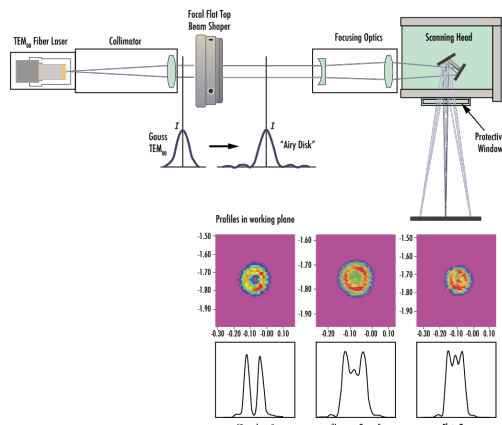 TEM00 Fiber Laser
Collimator
Focal Flat Top
Beam Shaper
Focusing Optics
Scanning Head
I
I
Gauss
TEM00
"Airy Disk"
Protectiv
Window
Profiles in working plane
-1.50
-1.60
-1.70
-1.80
-1.90
-0.30 -0.20 -0.10 -0.00 0.10
-1.60
-1.70
-1.80
-1.90
-0.20 -0.10 -0.00 0.10
-1.50
-1.60
-1.70
-1.80
-1.90
-0.30 -0.20 -0.10 -0.00 0.10